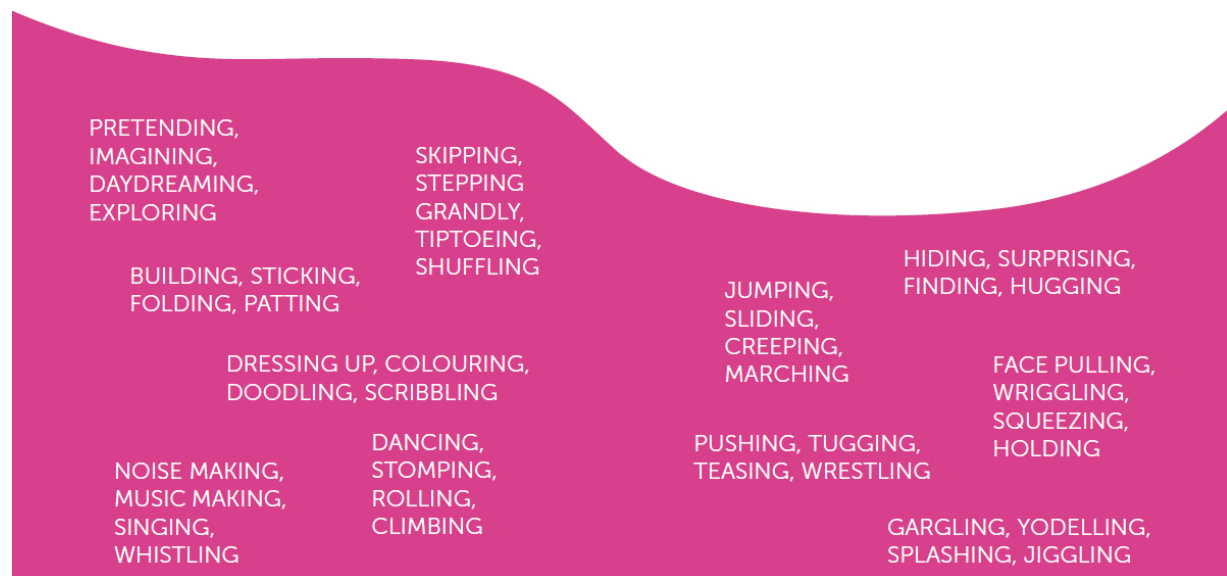 PRETENDING,
IMAGINING,
DAYDREAMING,
EXPLORING
SKIPPING,
STEPPING
GRANDLY,
TIPTOEING,
SHUFFLING
BUILDING, STICKING,
FOLDING, PATTING
HIDING, SURPRISING,
FINDING, HUGGING
JUMPING,
SLIDING,
CREEPING,
MARCHING
DRESSING UP, COLOURING,
DOODLING, SCRIBBLING
FACE PULLING,
WRIGGLING,
SQUEEZING,
HOLDING
DANCING,
STOMPING,
ROLLING,
CLIMBING
PUSHING, TUGGING,
TEASING, WRESTLING
NOISE MAKING,
MUSIC MAKING,
SINGING,
WHISTLING
GARGLING, YODELLING,
SPLASHING, JIGGLING